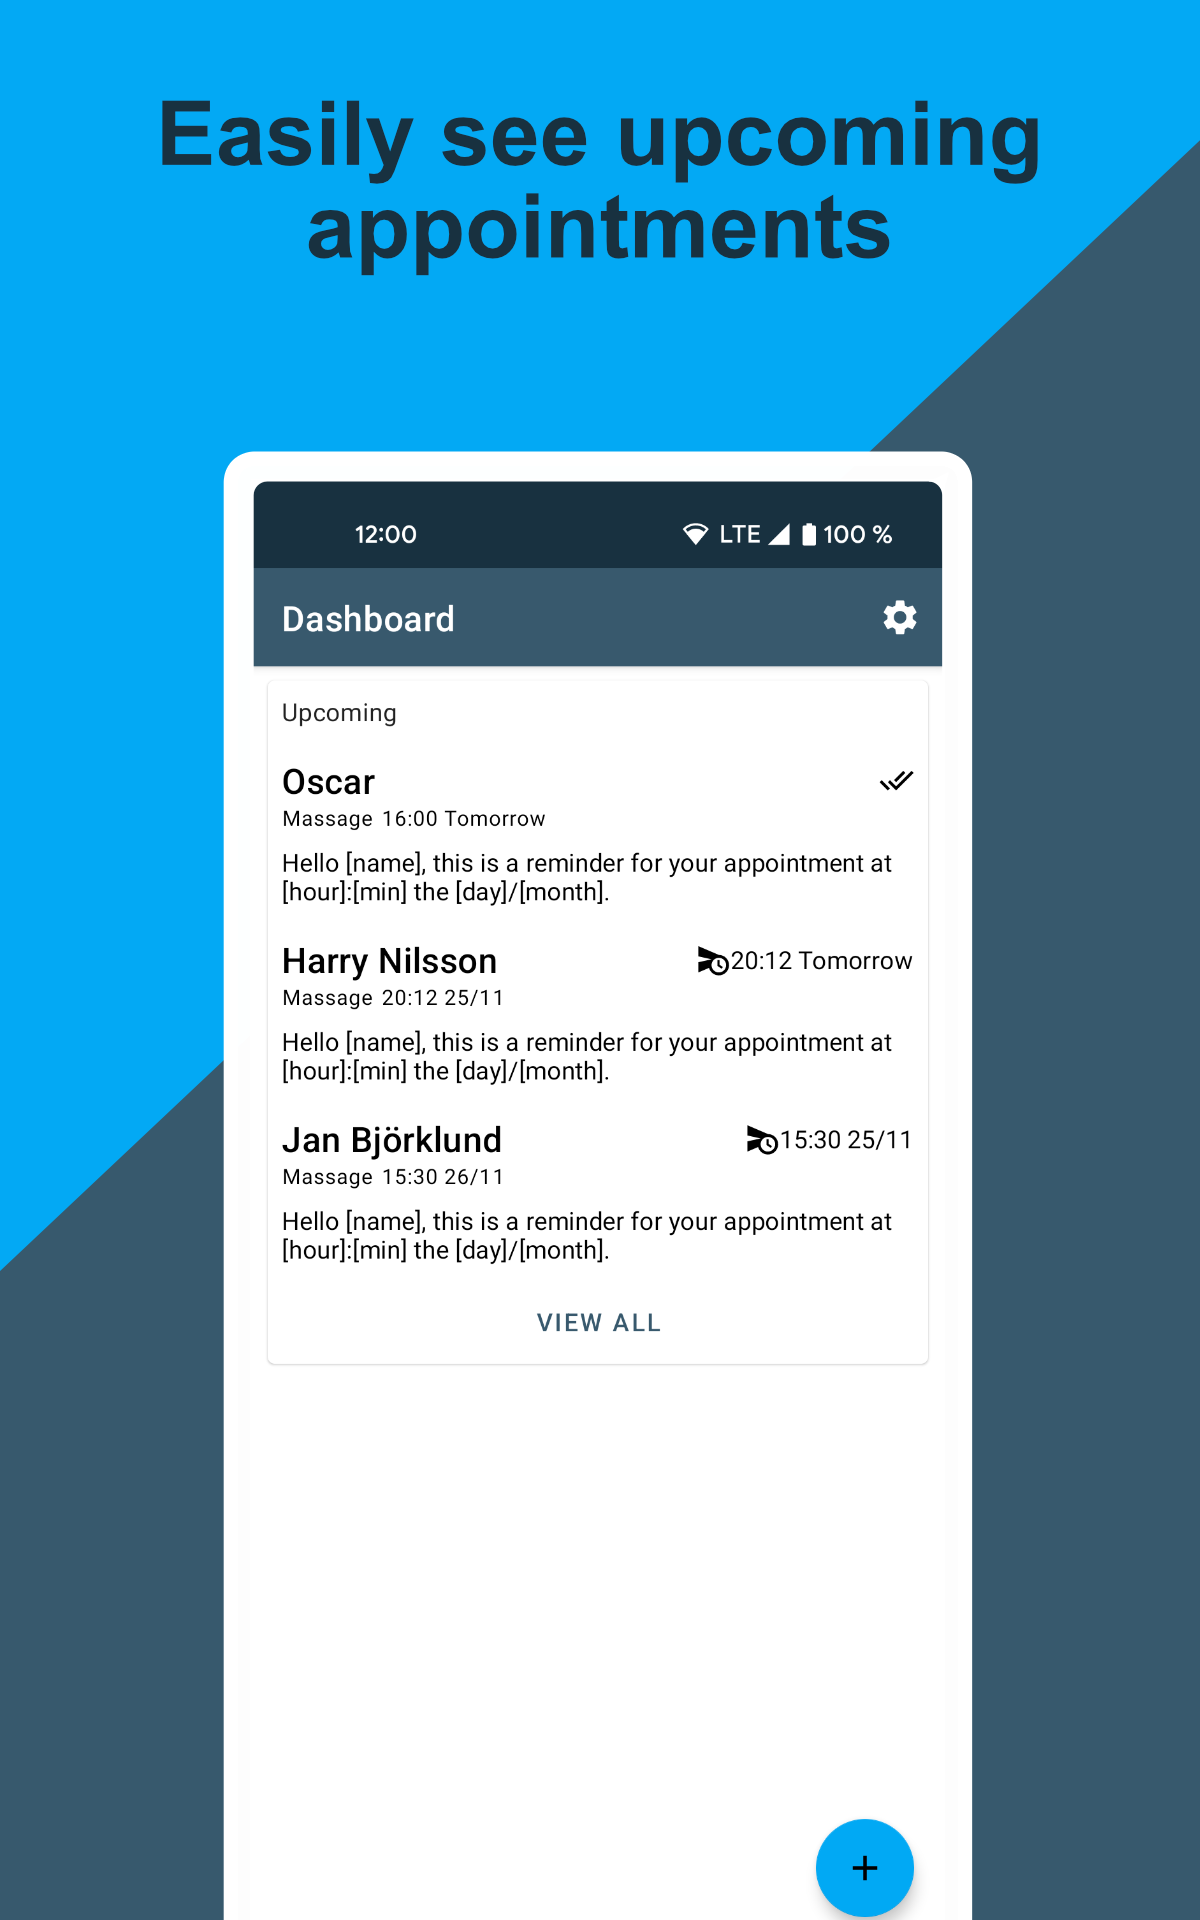 Easily see upcoming
appointments
12:00 LTE 100 %
Dashboard
Upcoming
Oscar
Massage 16:00 Tomorrow
Hello [name], this is a reminder for your appointment at
[hour]:[min] the [day]/[month].
Harry Nilsson 20:12 Tomorrow
Massage 20:12 25/11
Hello [name], this is a reminder for your appointment at
[hour]:[min] the [day]/[month].
Jan Björklund 15:30 25/11
Massage 15:30 26/11
Hello [name], this is a reminder for your appointment at
[hour]:[min] the [day]/[month].
VIEW ALL